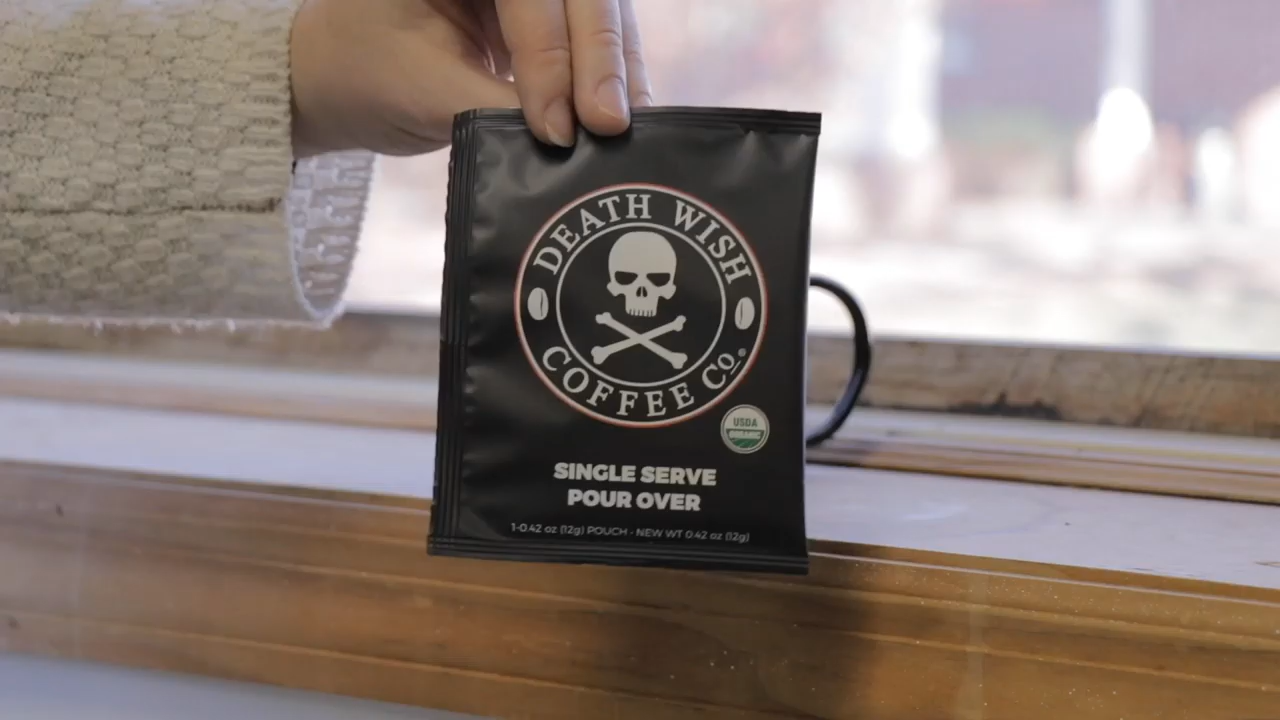 DEATH WISH
COFFEE Co.®
USDA
ORGANIC
SINGLE SERVE
POUR OVER
1-0.42 oz (12g) POUCH - NEW WT 0.42 oz (12g)